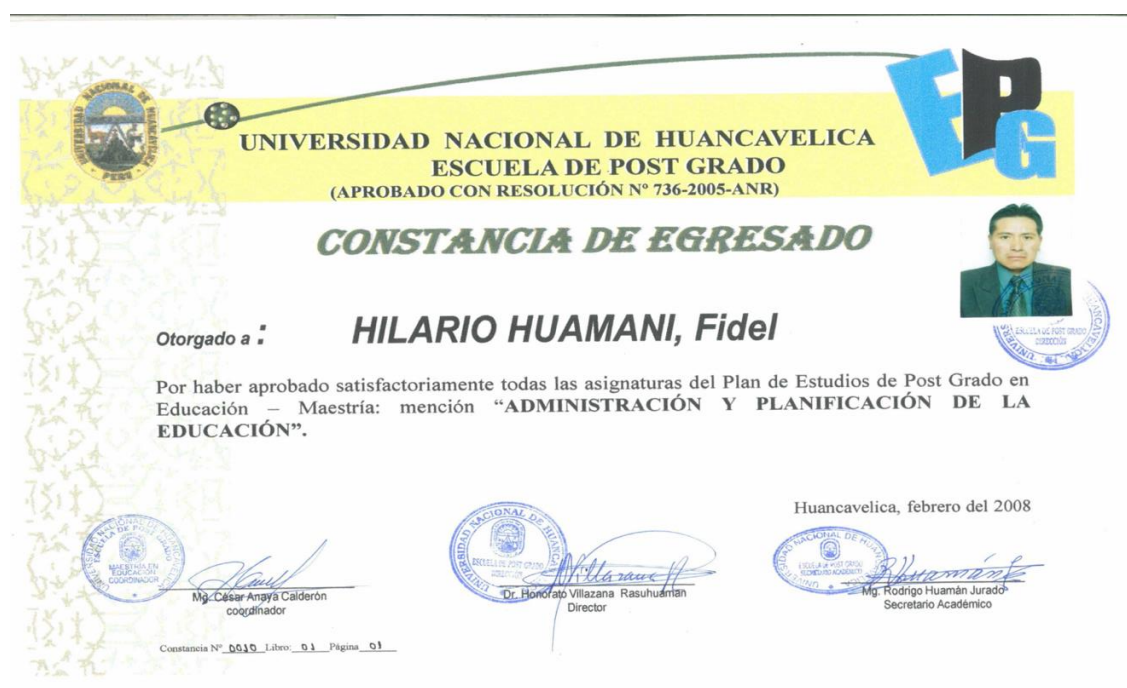 UNIVERSIDAD NACIONAL DE HUANCAVELICA
ESCUELA DE POST GRADO
(APROBADO CON RESOLUCIÓN Nº 736-2005-ANR)
EPG
CONSTANCIA DE EGRESADO
Otorgado a : HILARIO HUAMANI, Fidel
Por haber aprobado satisfactoriamente todas las asignaturas del Plan de Estudios de Post Grado en
Educación – Maestría: mención “ADMINISTRACIÓN Y PLANIFICACIÓN DE LA
EDUCACIÓN”.
Huancavelica, febrero del 2008
Mg. César Anaya Calderón
coordinador
Dr. Honorato Villazana Rasuhuamán
Director
Mg. Rodrigo Huamán Jurado
Secretario Académico
Constancia Nº 0010 Libro: 01 Página 01